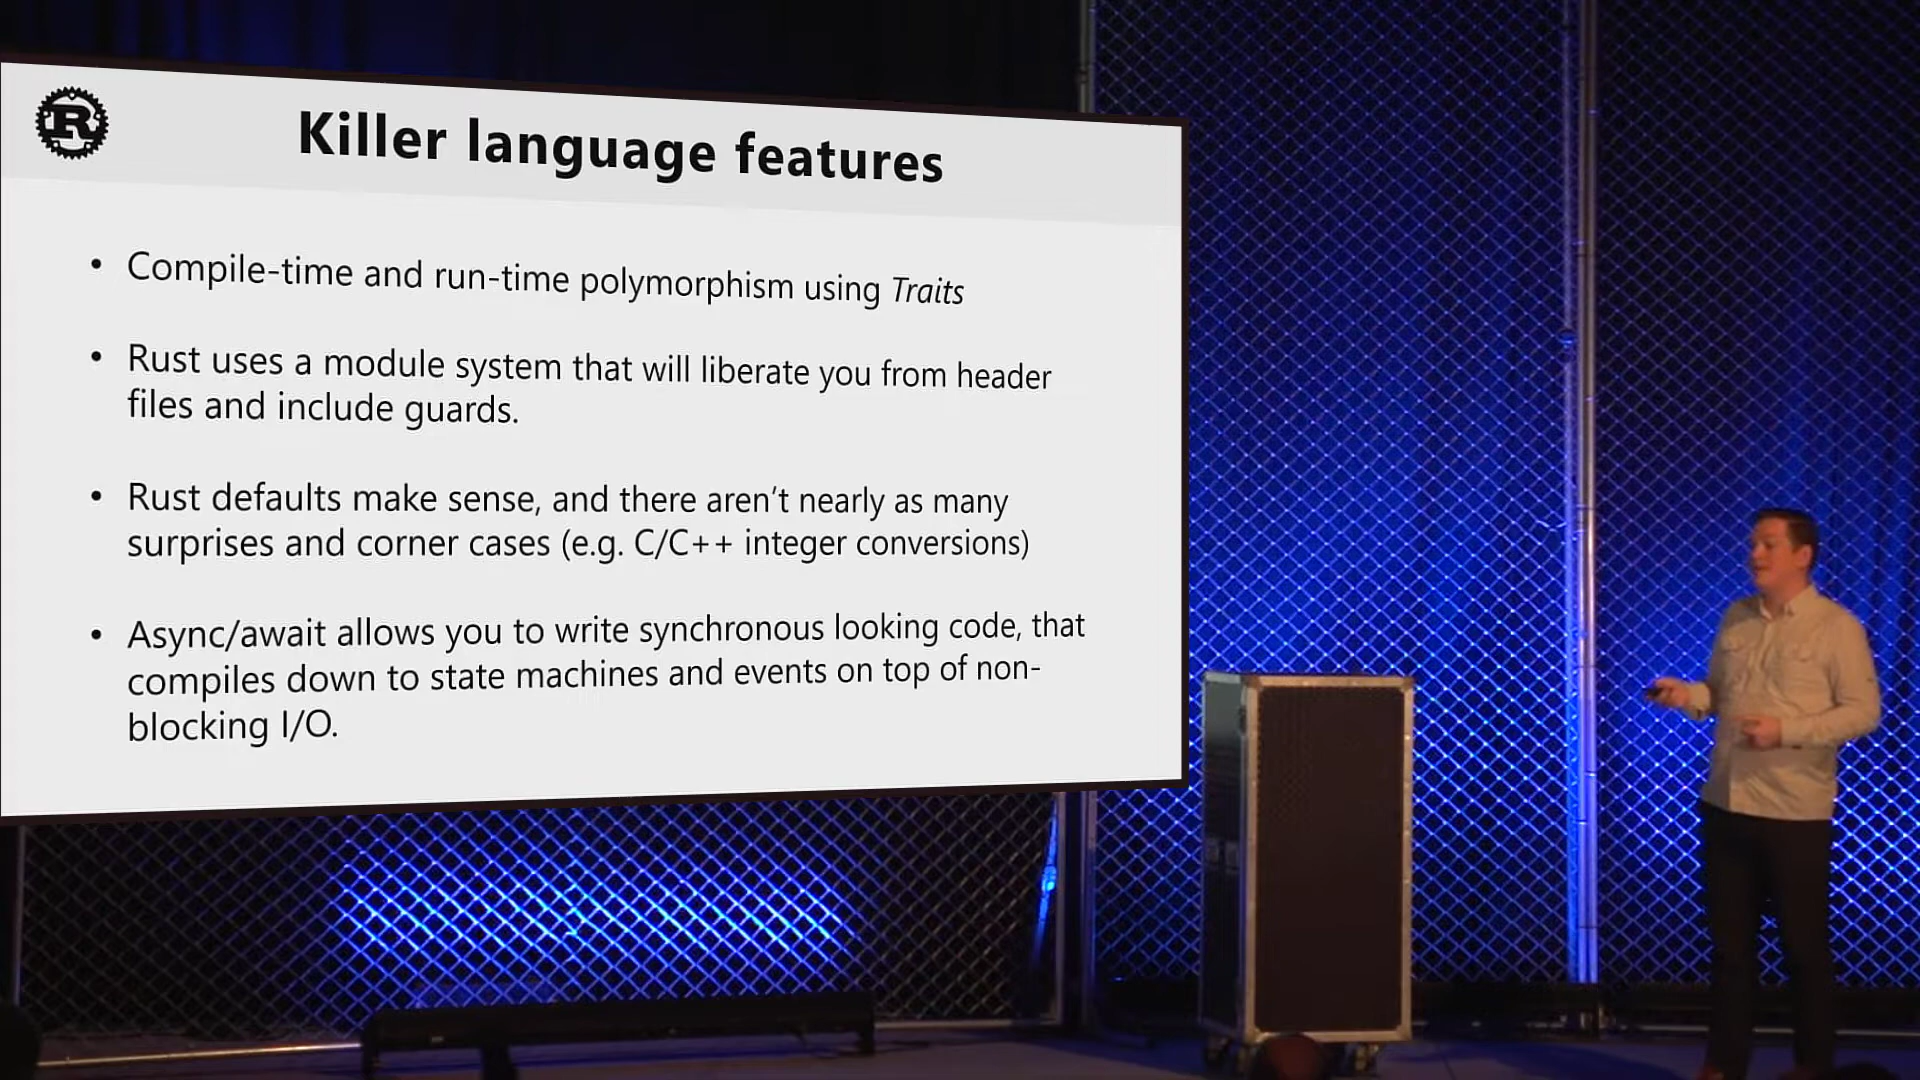 R
Killer language features
• Compile-time and run-time polymorphism using Traits
• Rust uses a module system that will liberate you from header
files and include guards.
• Rust defaults make sense, and there aren’t nearly as many
surprises and corner cases (e.g. C/C++ integer conversions)
• Async/await allows you to write synchronous looking code, that
compiles down to state machines and events on top of non-
blocking I/O.